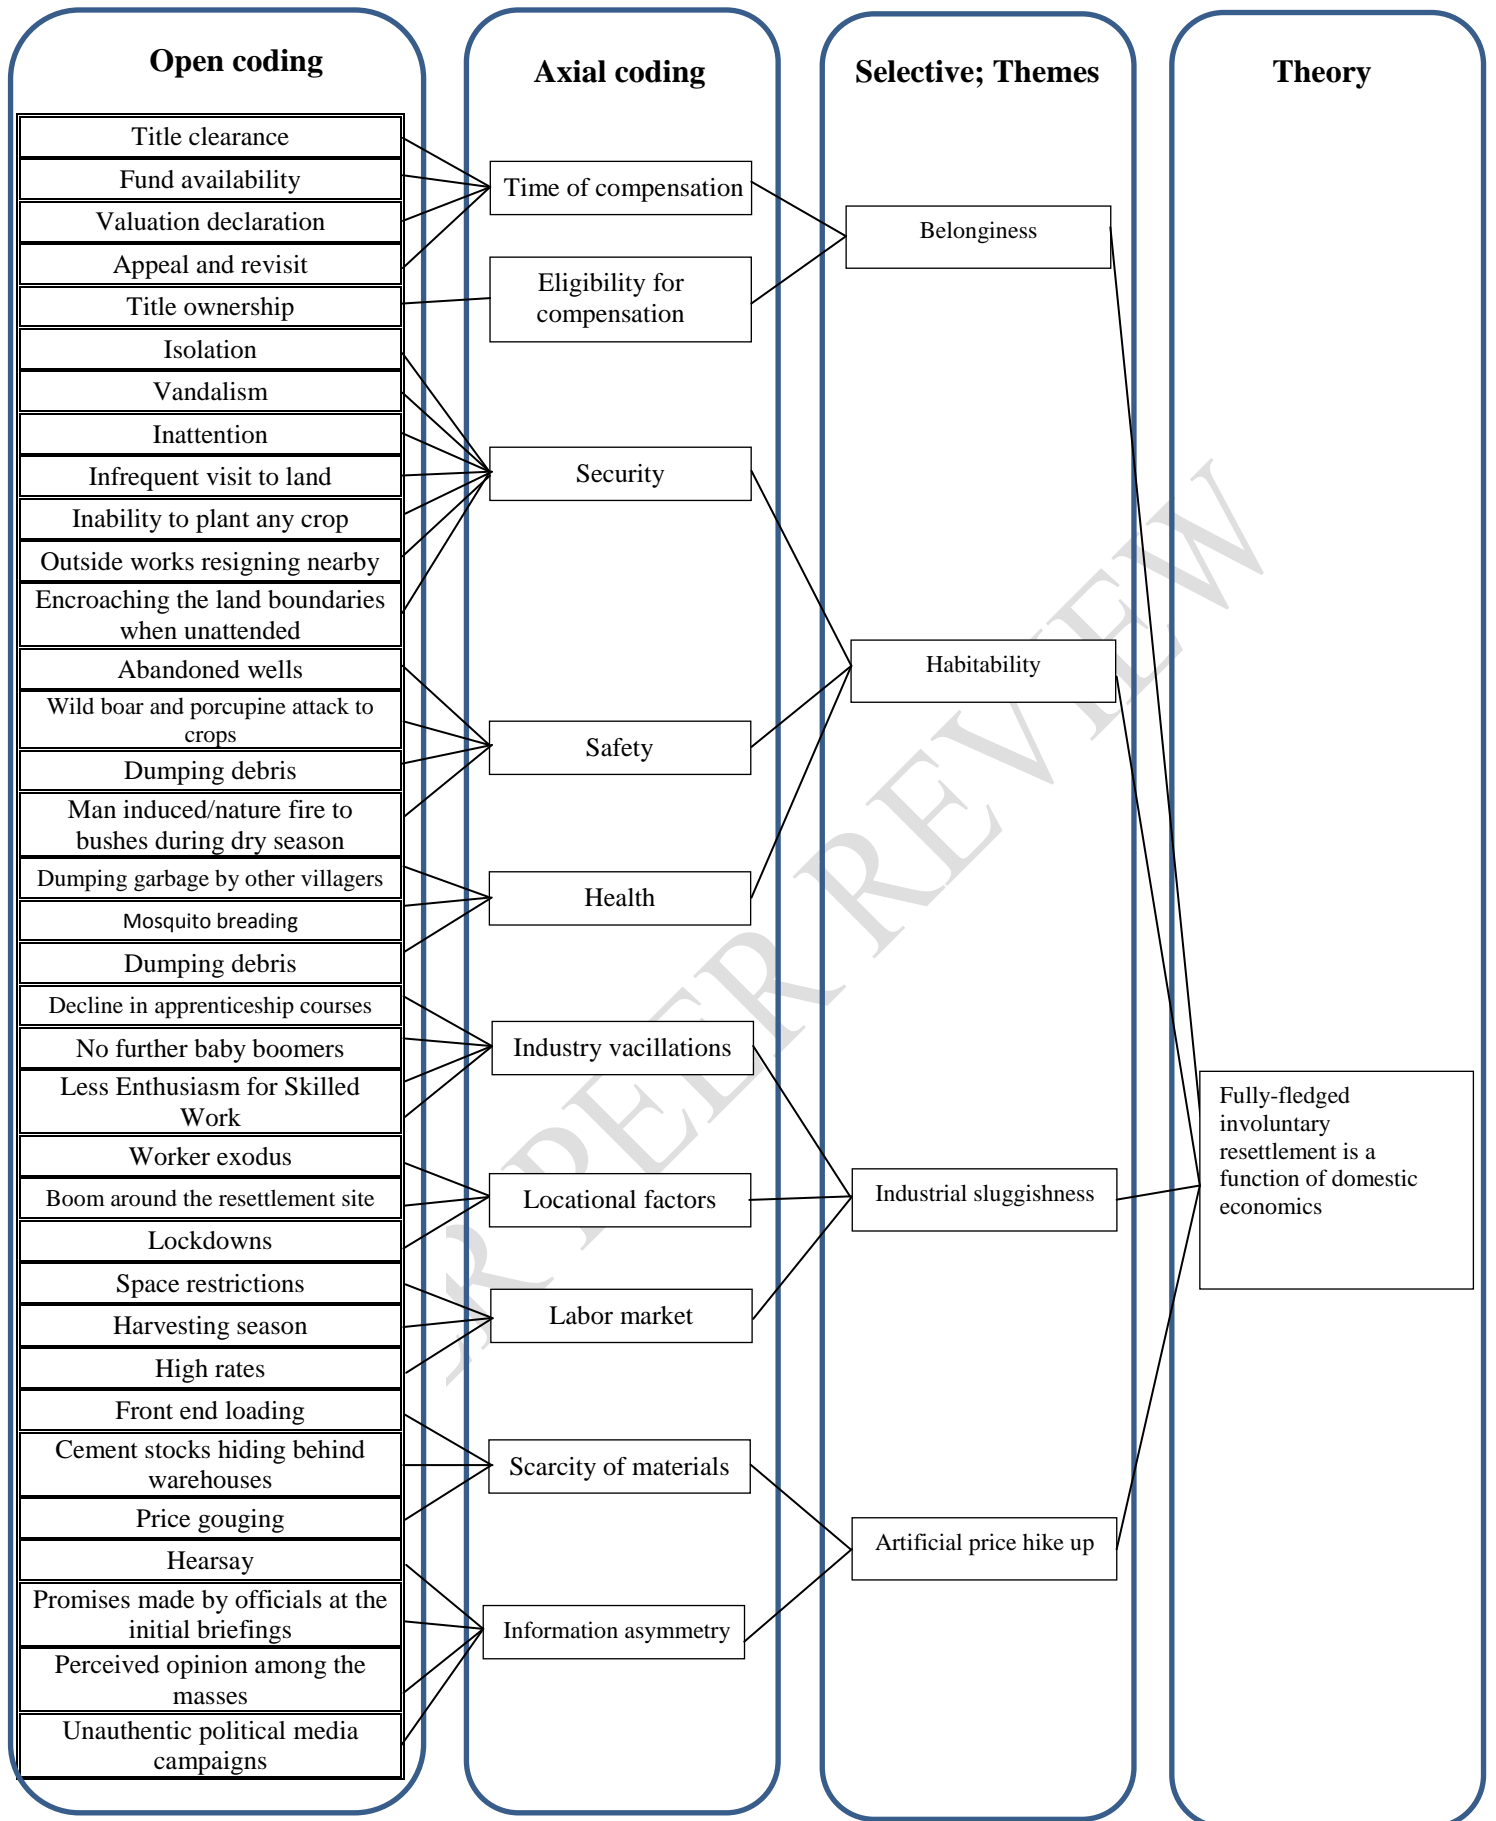 Open coding
Title clearance
Fund availability
Valuation declaration
Appeal and revisit
Title ownership
Isolation
Vandalism
Inattention
Infrequent visit to land
Inability to plant any crop
Outside works resigning nearby
Encroaching the land boundaries
when unattended
Abandoned wells
Wild boar and porcupine attack to
crops
Dumping debris
Man induced/nature fire to
bushes during dry season
Dumping garbage by other villagers
Mosquito breading
Dumping debris
Decline in apprenticeship courses
No further baby boomers
Less Enthusiasm for Skilled
Work
Worker exodus
Boom around the resettlement site
Lockdowns
Space restrictions
Harvesting season
High rates
Front end loading
Cement stocks hiding behind
warehouses
Price gouging
Hearsay
Promises made by officials at the
initial briefings
Perceived opinion among the
masses
Unauthentic political media
campaigns
Axial coding
Time of compensation
Eligibility for
compensation
Security
Safety
Health
Industry vacillations
Locational factors
Labor market
Scarcity of materials
Information asymmetry
Selective; Themes
Belonginess
Habitability
Industrial sluggishness
Artificial price hike up
Theory
Fully-fledged
involuntary
resettlement is a
function of domestic
economics
R PEER REVIEW